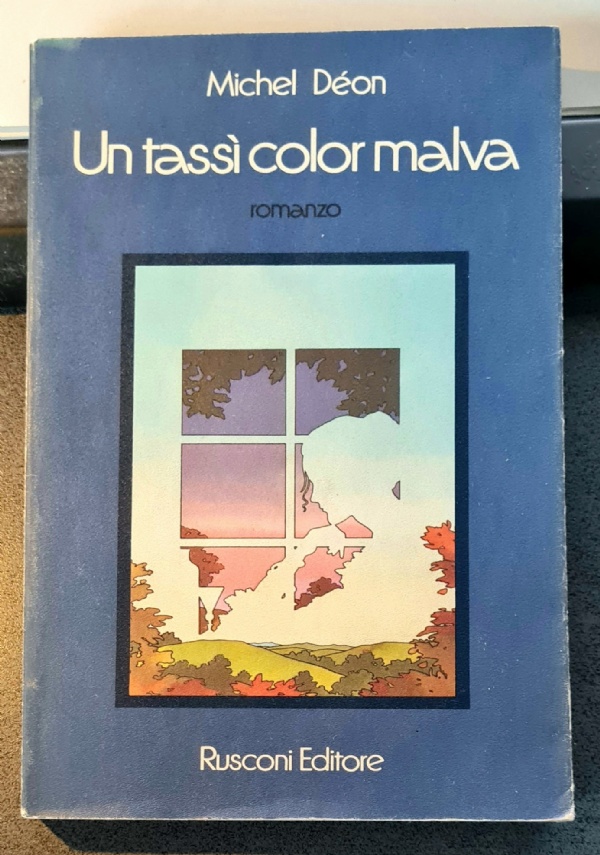 Michel Déon
Un tassì color malva
romanzo
Rusconi Editore